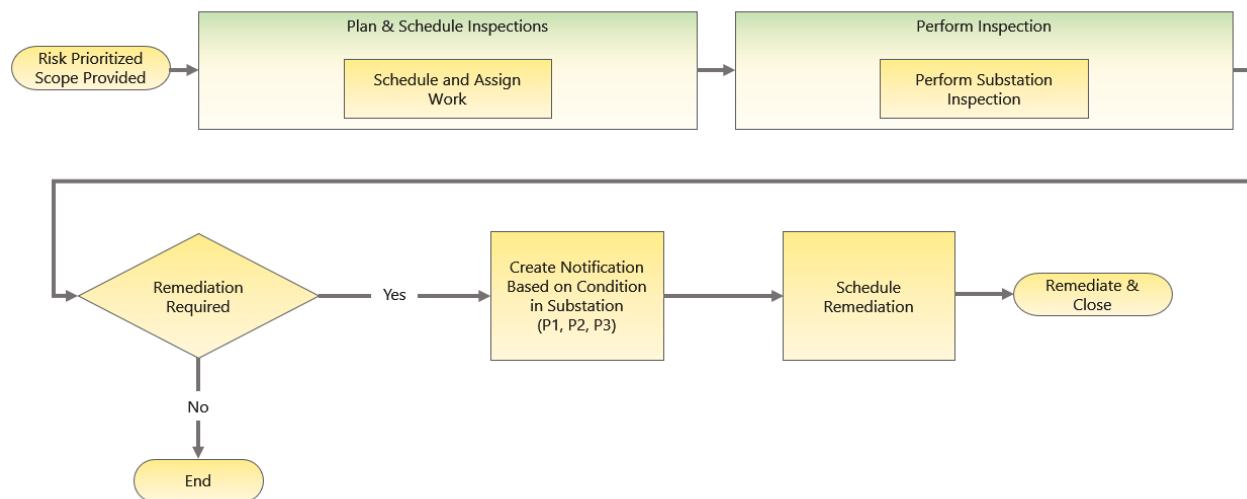 Plan & Schedule Inspections
Perform Inspection
Risk Prioritized
Scope Provided
Schedule and Assign
Work
Perform Substation
Inspection
Remediation
Required
Yes
Create Notification
Based on Condition
in Substation
(P1, P2, P3)
Schedule
Remediation
Remediate &
Close
No
End